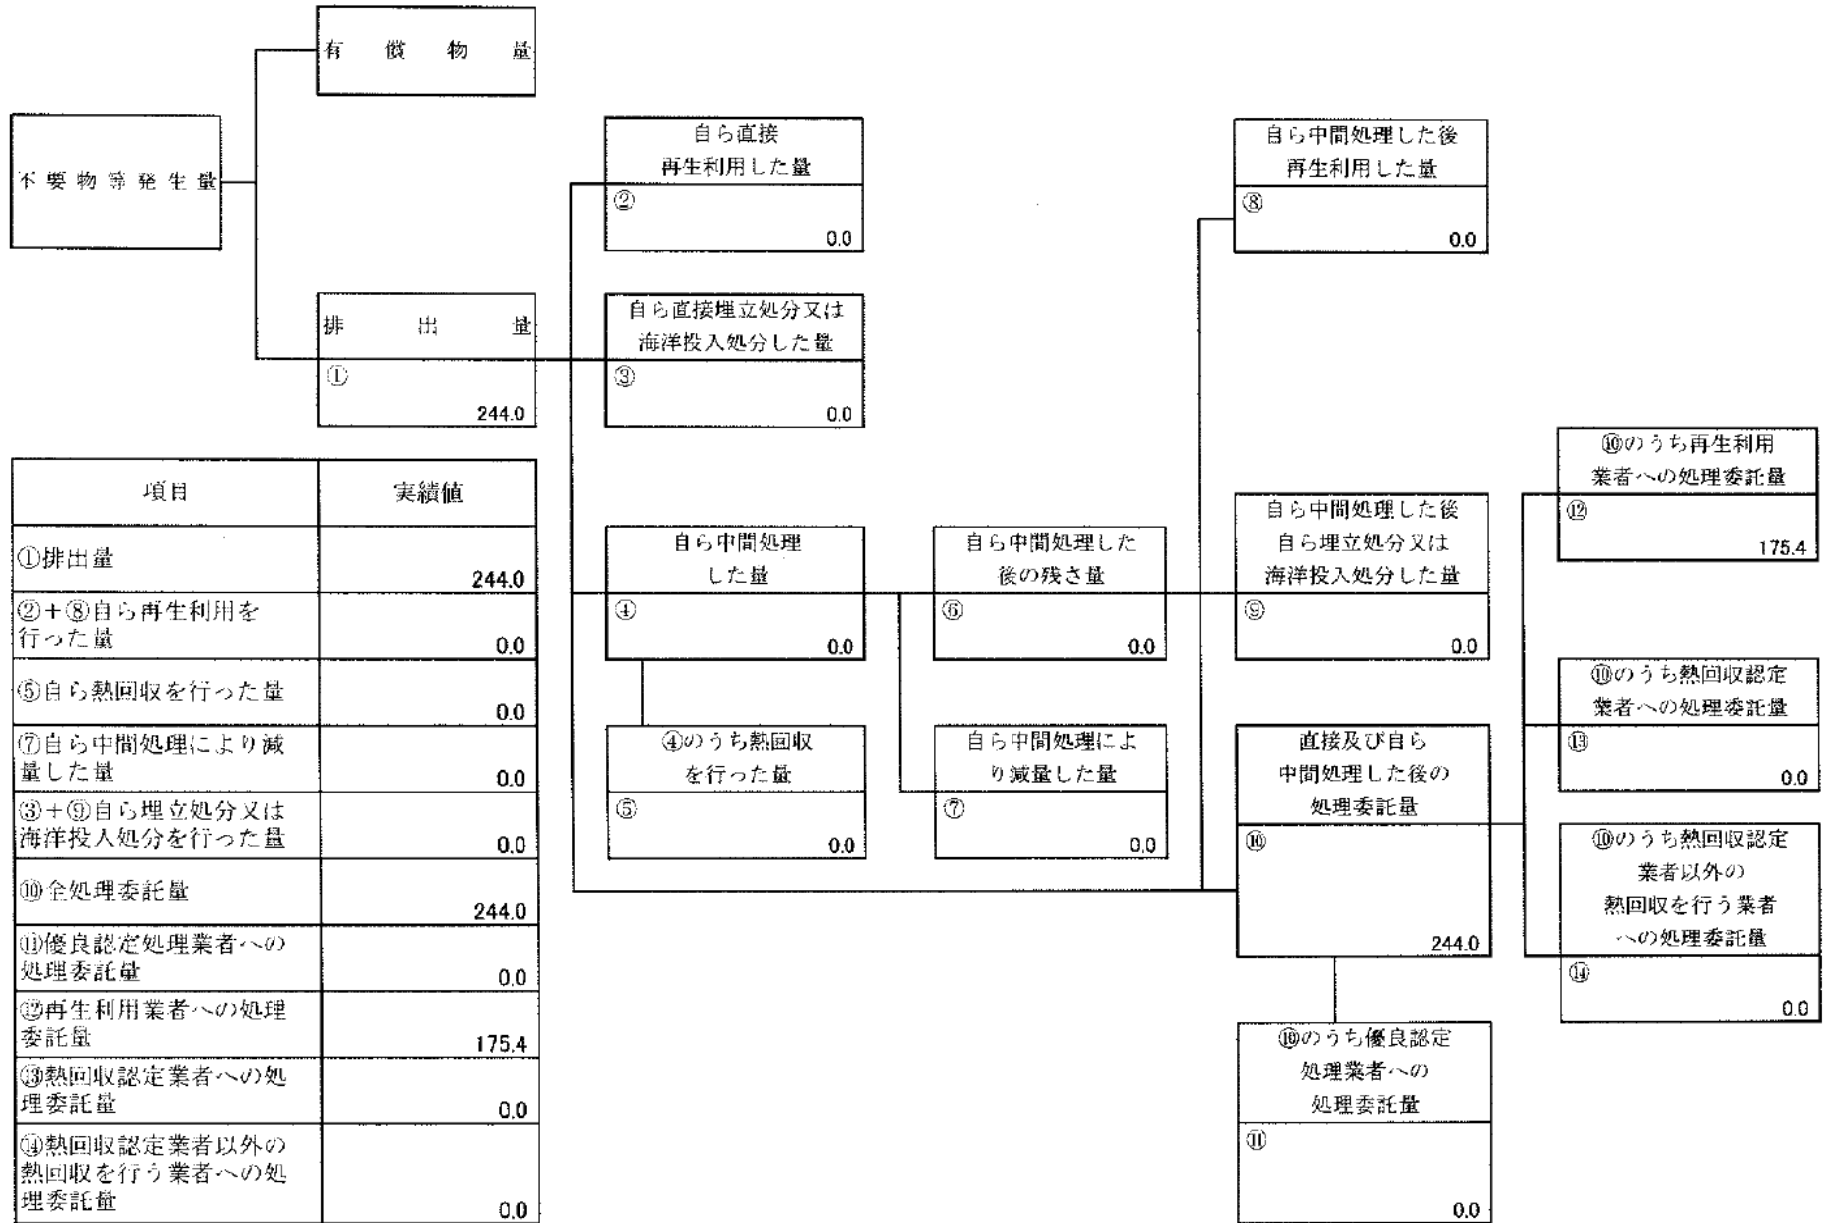 有償物量
不要物等発生量
排出量
①
244.0
自ら直接
再生利用した量
②
0.0
自ら直接埋立処分又は
海洋投入処分した量
③
0.0
自ら中間処理
した量
④
0.0
④のうち熱回収
を行った量
⑤
0.0
自ら中間処理した
後の残さ量
⑥
0.0
自ら中間処理によ
り減量した量
⑦
0.0
自ら中間処理した後
再生利用した量
⑧
0.0
自ら中間処理した後
自ら埋立処分又は
海洋投入処分した量
⑨
0.0
直接及び自ら
中間処理した後の
処理委託量
⑩
244.0
⑩のうち優良認定
処理業者への
処理委託量
⑪
0.0
⑩のうち再生利用
業者への処理委託量
⑫
175.4
⑩のうち熱回収認定
業者への処理委託量
⑬
0.0
⑩のうち熱回収認定
業者以外の
熱回収を行う業者
への処理委託量
⑭
0.0
項目 実績値
①排出量
244.0
②+⑧自ら再生利用を
行った量
0.0
⑤自ら熱回収を行った量
0.0
⑦自ら中間処理により減
量した量
0.0
③+⑨自ら埋立処分又は
海洋投入処分を行った量
0.0
⑩全処理委託量
244.0
⑪優良認定処理業者への
処理委託量
0.0
⑫再生利用業者への処理
委託量
175.4
⑬熱回収認定業者への処
理委託量
0.0
⑭熱回収認定業者以外の
熱回収を行う業者への処
理委託量
0.0